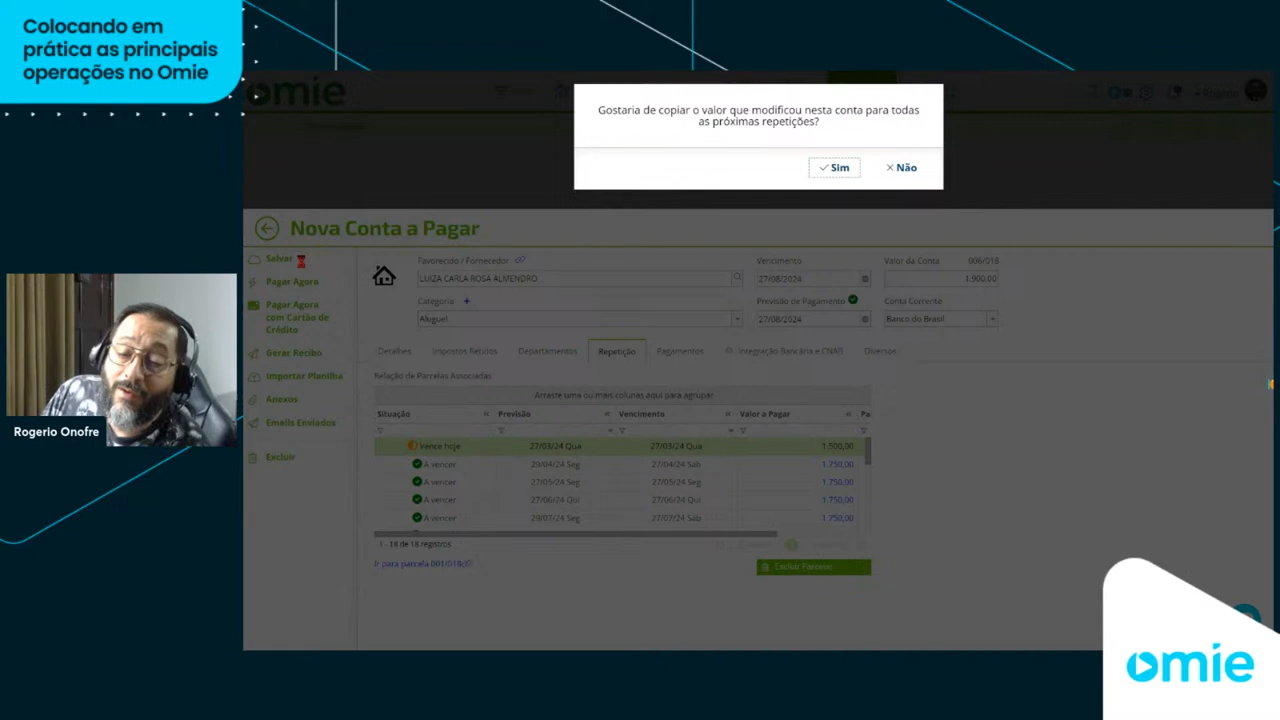 Colocando em
prática as principais
operações no Omie
omie
Gostaria de copiar o valor que modificou nesta conta para todas
as próximas repetições?
Sim
Não
Nova Conta a Pagar
Salvar
Pagar Agora
Pagar Agora
com Cartão de
Crédito
Gerar Recibo
Importar Planilha
Anexos
Emails Enviados
Excluir
Favorecido / Fornecedor
Vencimento
Valor da Conta 006/018
LUIZA CARLA ROSA ALMENDRO
27/08/2024
1.900,00
Categoria
Previsão de Pagamento
Conta Corrente
Aluguel
27/08/2024
Banco do Brasil
Detalhes Impostos Retidos Departamentos Repetição Pagamentos Integração Bancária e CNAB Diversos
Relação de Parcelas Associadas
Arraste uma ou mais colunas aqui para agrupar
Situação Previsão Vencimento Valor a Pagar Pa
Vence hoje 27/03/24 Qua 27/03/24 Qua 1.500,00
A vencer 29/04/24 Seg 27/04/24 Sáb 1.750,00
A vencer 27/05/24 Seg 27/05/24 Seg 1.750,00
A vencer 27/06/24 Qui 27/06/24 Qui 1.750,00
A vencer 29/07/24 Seg 27/07/24 Sáb 1.750,00
1 - 18 de 18 registros
Ir para parcela 001/018
Excluir Parcelas
Rogerio Onofre
omie